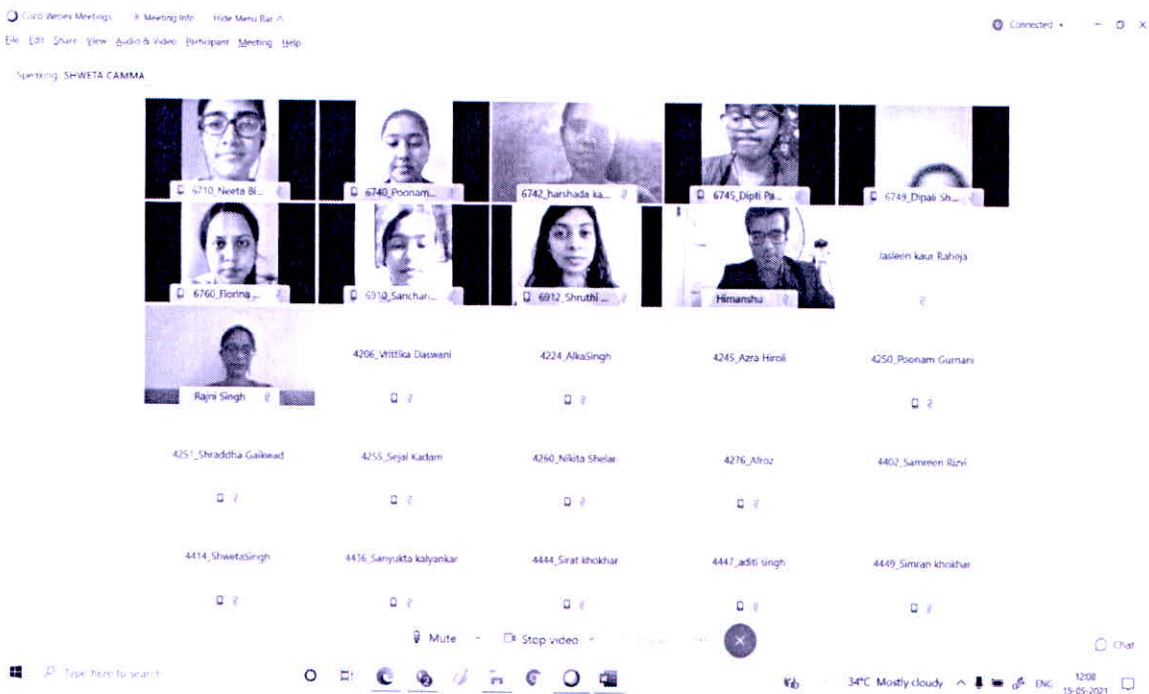 Cisco Webex Meetings Meeting Info Hide Menu Bar
Connected
File Edit Share View Audio & Video Participant Meeting Help
Speaking: SHWETA CAMMA
6710_Neeta Bi... 6740_Poonam... 6742_harshada ka... 6745_Dipti Pa... 6749_Dipali Sh...
6760_Florina ... 6910_Sanchari... 6912_Shruthi ... Himanshu Jasleen kaur Raheja
Rajni Singh 4206_Vrittika Daswani 4224_AlkaSingh 4245_Azra Hiroli 4250_Poonam Gurnani
4251_Shraddha Gaikwad 4255_Sejal Kadam 4260_Nikita Shelar 4276_Afroz 4402_Samreen Rizvi
4414_ShwetaSingh 4436_Sanyukta kalyankar 4444_Sirat khokhar 4447_aditi singh 4449_Simran khokhar
Mute Stop video
Chat
Type here to search
34°C Mostly cloudy ENG 12:08
15-05-2021